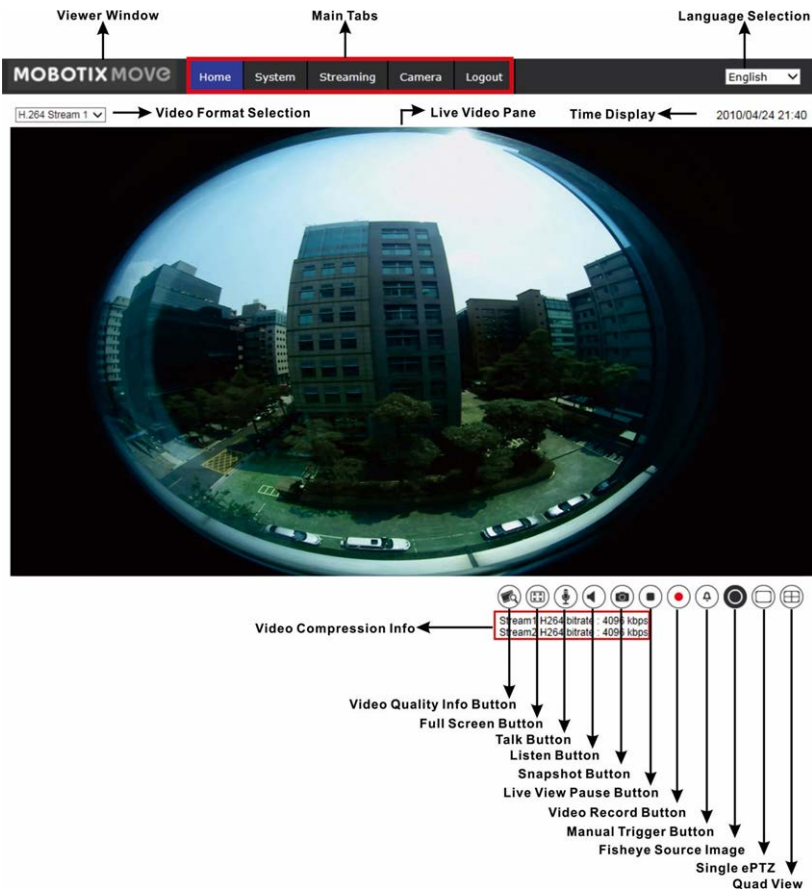 Viewer Window
Main Tabs
Language Selection
MOBOTIX MOVE
Home System Streaming Camera Logout
English
H.264 Stream 1
Video Format Selection
Live Video Pane
Time Display
2010/04/24 21:40
Video Compression Info
Stream1 H264 bitrate : 4096 kbps
Stream2 H264 bitrate : 4096 kbps
Video Quality Info Button
Full Screen Button
Talk Button
Listen Button
Snapshot Button
Live View Pause Button
Video Record Button
Manual Trigger Button
Fisheye Source Image
Single ePTZ
Quad View